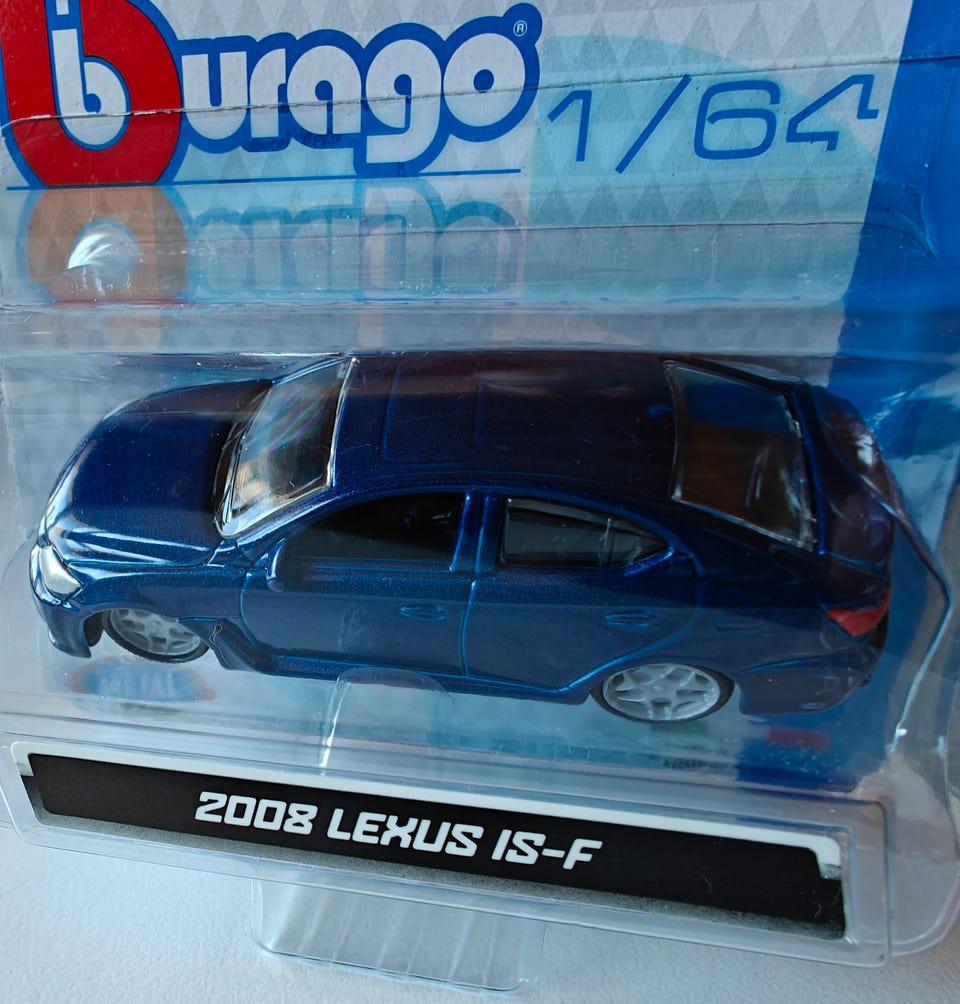 burago® 1/64
2008 LEXUS IS-F